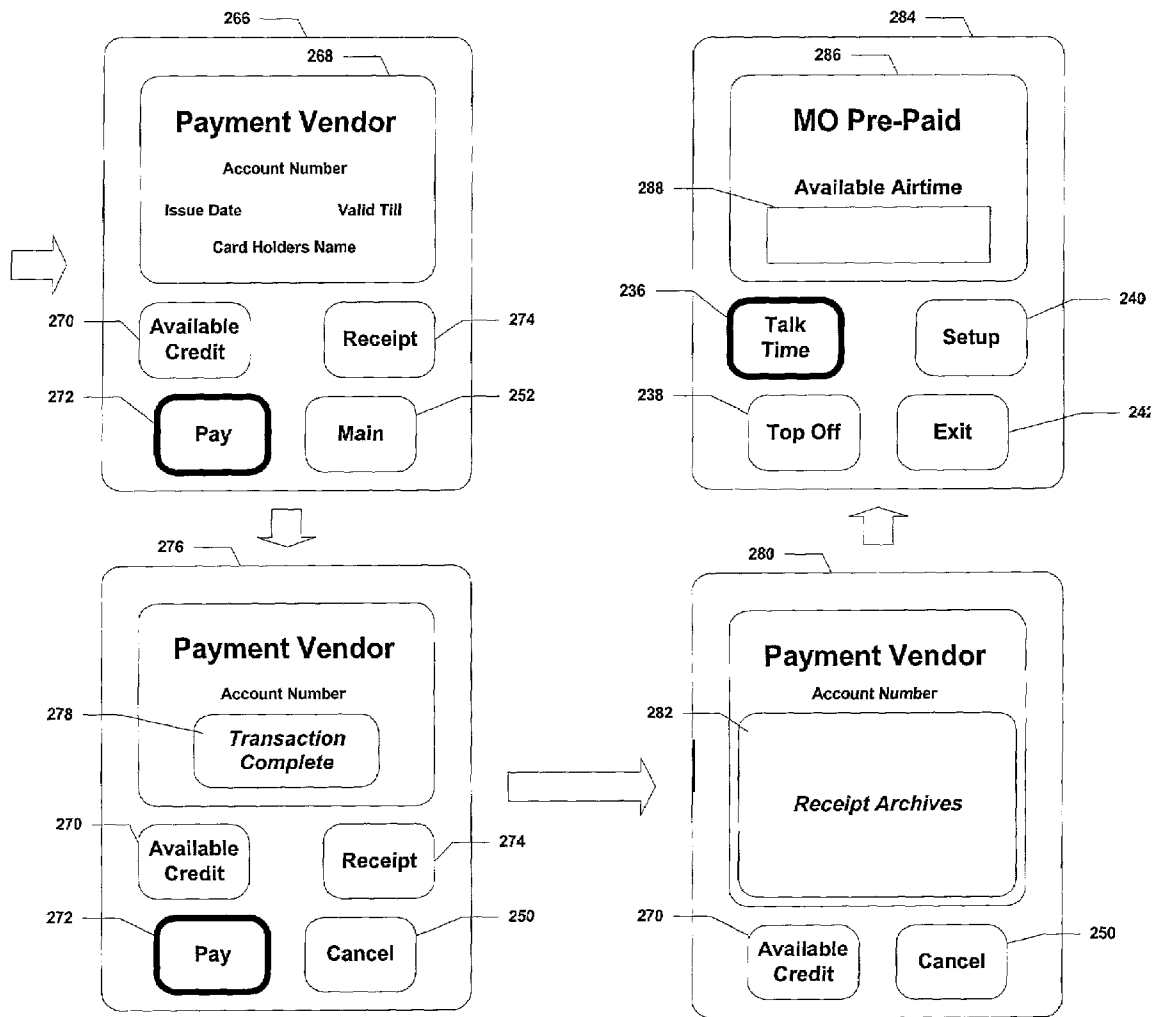 266
268
Payment Vendor
Account Number
Issue Date Valid Till
Card Holders Name
270
Available
Credit
Receipt
274
272
Pay
Main
252
284
286
MO Pre-Paid
288
Available Airtime
236
Talk
Time
Setup
240
238
Top Off
Exit
242
276
Payment Vendor
Account Number
278
Transaction
Complete
270
Available
Credit
Receipt
274
272
Pay
Cancel
250
280
Payment Vendor
Account Number
282
Receipt Archives
270
Available
Credit
Cancel
250